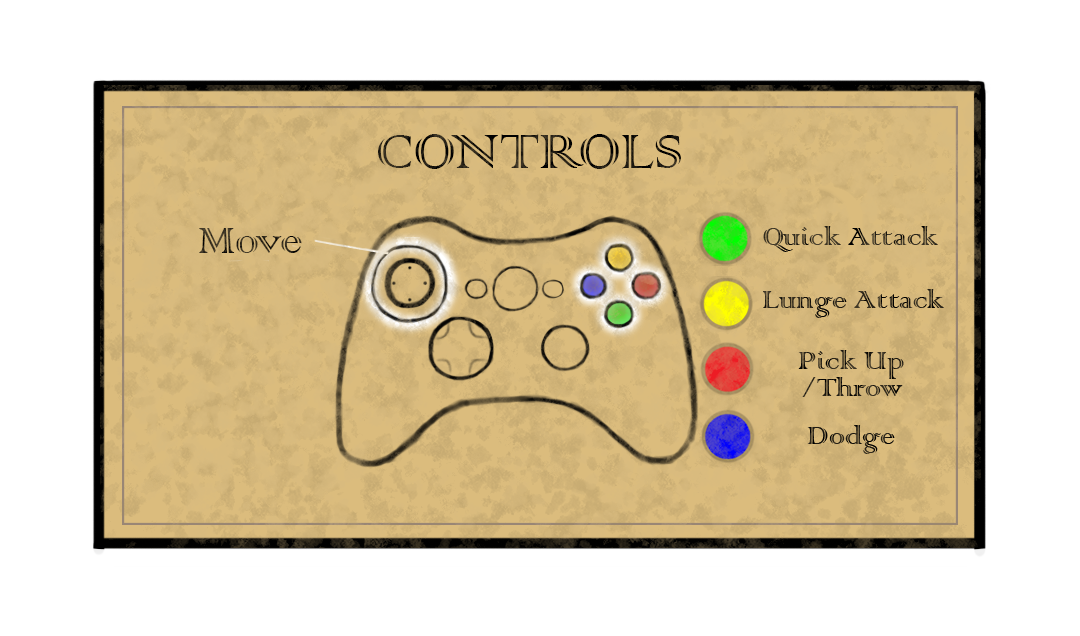 CONTROLS
Move
Quick Attack
Lunge Attack
Pick Up
/Throw
Dodge